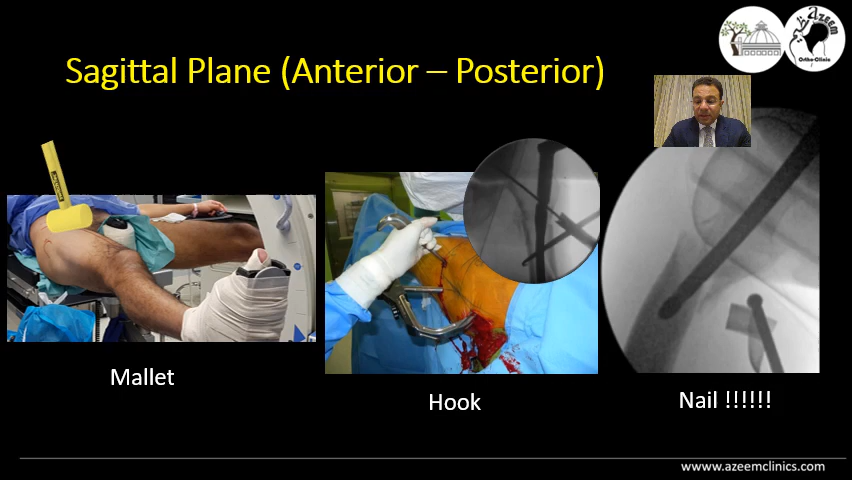 Sagittal Plane (Anterior – Posterior)
Azeem
Ortho-Clinic
Mallet
Hook
Nail !!!!!!
www.azeemclinics.com